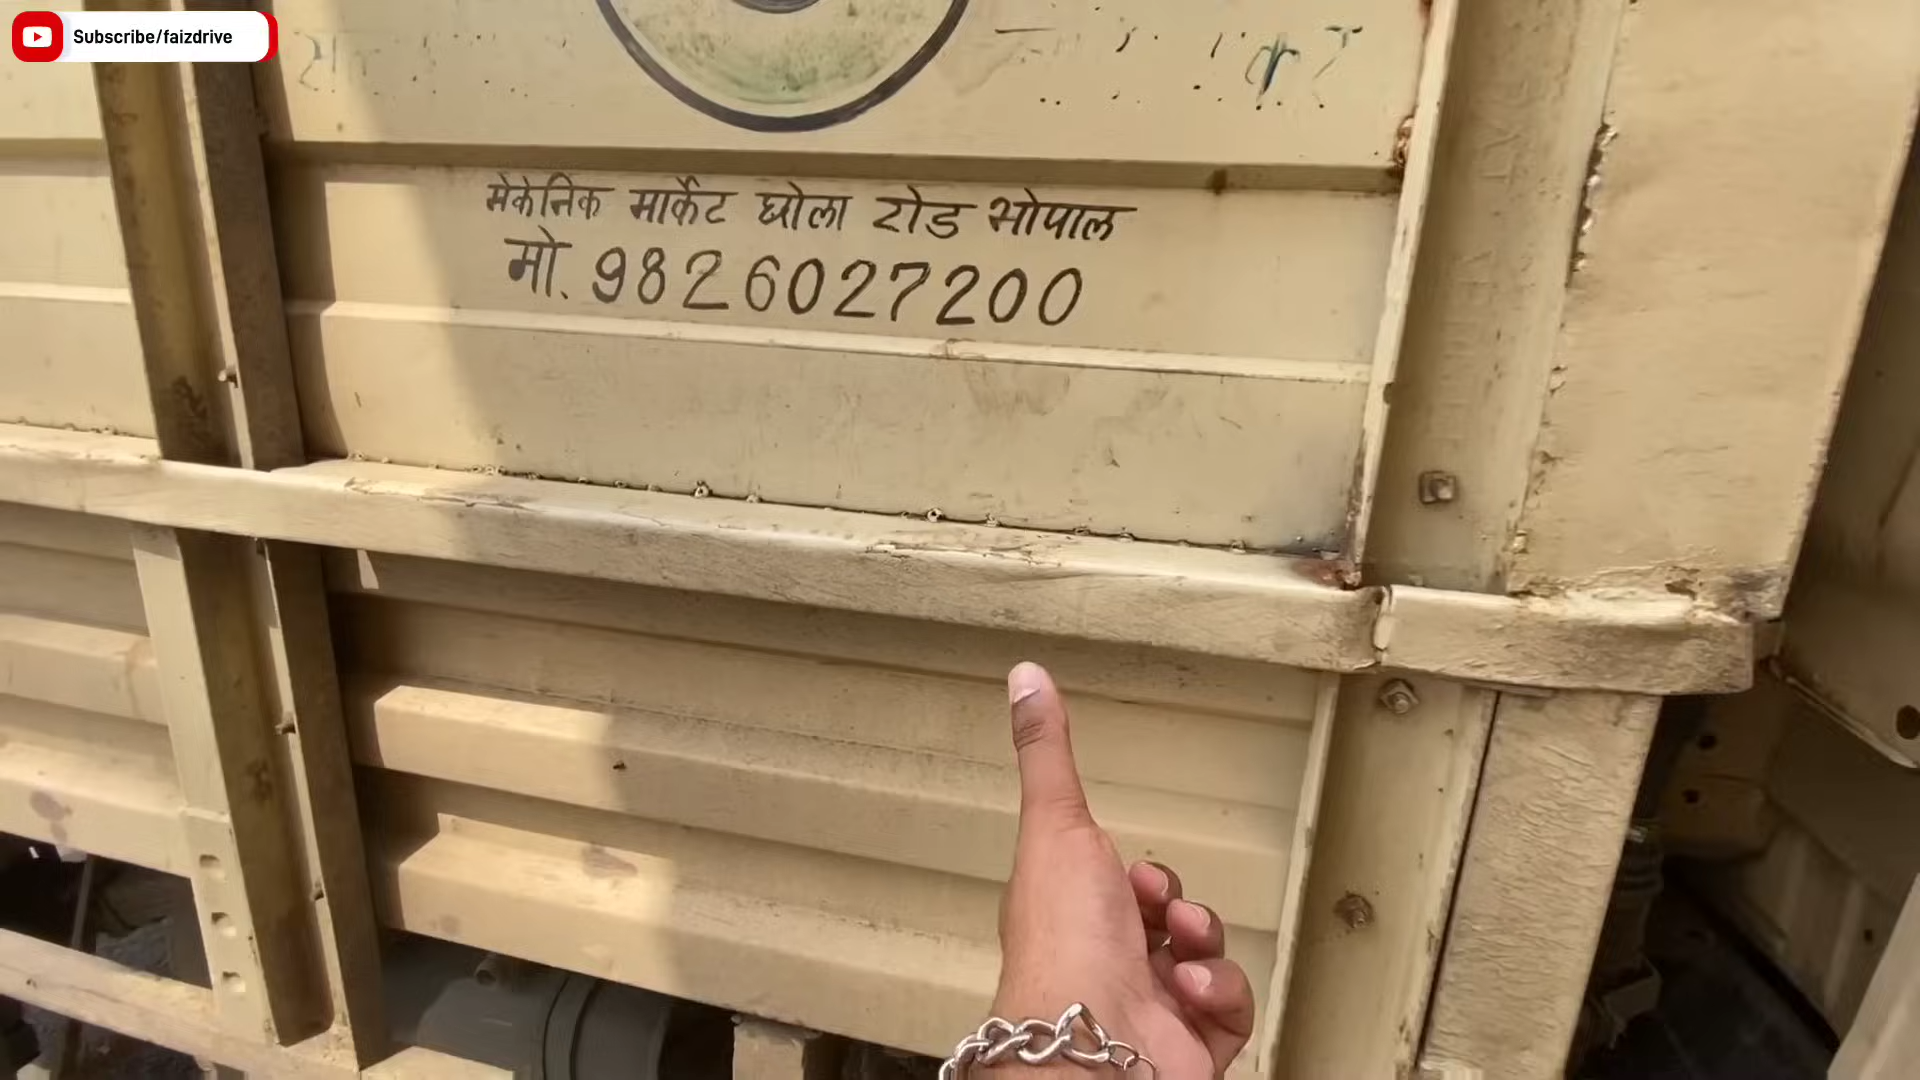 Subscribe/faizdrive
मेकेनिक मार्केट छोला रोड भोपाल
मो. 9826027200